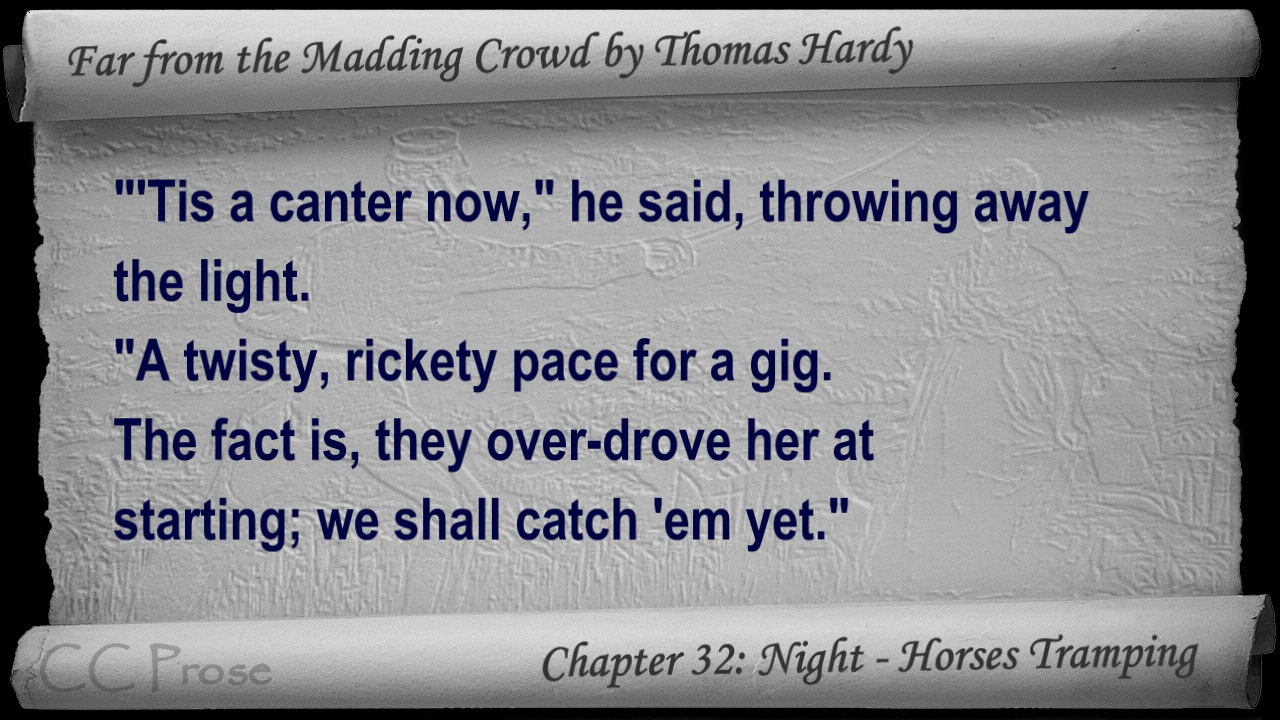 Far from the Madding Crowd by Thomas Hardy
"'Tis a canter now," he said, throwing away
the light.
"A twisty, rickety pace for a gig.
The fact is, they over-drove her at
starting; we shall catch 'em yet."
CC Prose
Chapter 32: Night - Horses Tramping